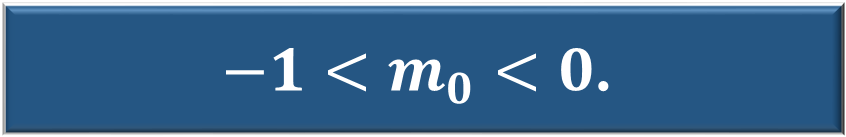 −1 < m₀ < 0.